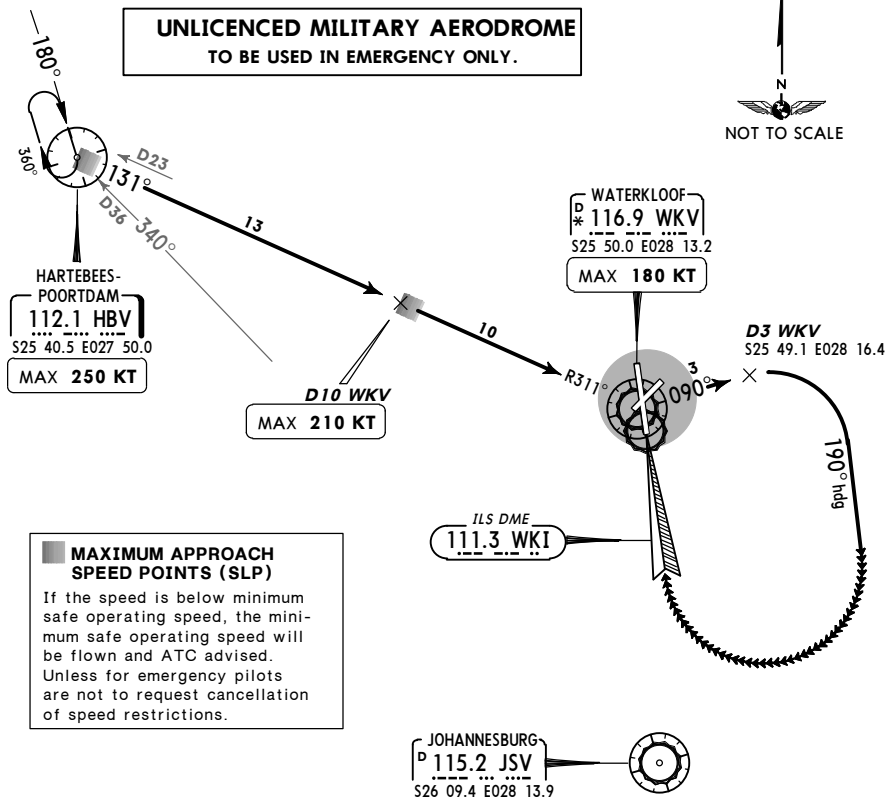 UNLICENCED MILITARY AERODROME
TO BE USED IN EMERGENCY ONLY.
N
NOT TO SCALE
180°
360°
D23
131°
D36
340°
13
HARTEBEES-
POORTDAM
112.1 HBV
S25 40.5 E027 50.0
MAX 250 KT
WATERKLOOF
D
* 116.9 WKV
S25 50.0 E028 13.2
MAX 180 KT
10
D10 WKV
MAX 210 KT
R311°
3
090°
D3 WKV
S25 49.1 E028 16.4
190° hdg
ILS DME
111.3 WKI
MAXIMUM APPROACH
SPEED POINTS (SLP)
If the speed is below minimum
safe operating speed, the mini-
mum safe operating speed will
be flown and ATC advised.
Unless for emergency pilots
are not to request cancellation
of speed restrictions.
JOHANNESBURG
D 115.2 JSV
S26 09.4 E028 13.9